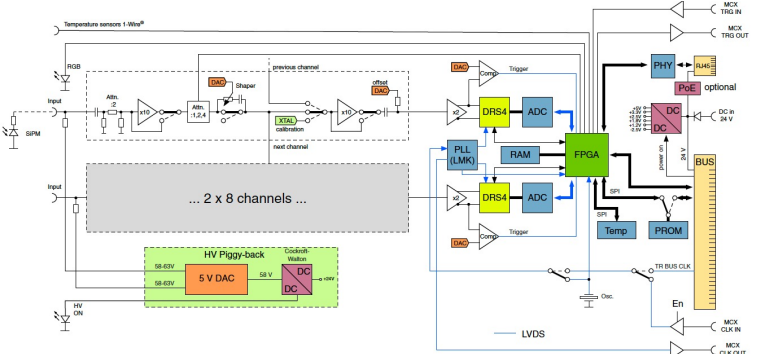 Temperature sensors 1-Wire®
MCX
TRG IN
MCX
TRG OUT
RGB
previous channel
DAC
Shaper
offset
DAC
DAC
Trigger
Comp
PHY
RJ45
PoE
optional
Input
Attn.
:2
x10
Attn.
:1,2,4
x10
x2
DRS4
ADC
+5V
+3.3V
+2.5V
+1.8V
+1.2V
-2.5V
DC
DC
DC in
24 V
SiPM
XTAL
calibration
next channel
PLL
(LMK)
RAM
FPGA
power on
24 V
BUS
Input
... 2 x 8 channels ...
x2
DRS4
ADC
SPI
SPI
Trigger
Comp
DAC
Temp
PROM
HV Piggy-back
Cockroft-
Walton
58-63V
58-63V
5 V DAC
58 V
DC
DC
+24V
TR BUS CLK
HV
ON
Osc.
En
MCX
CLK IN
LVDS
MCX
CLK OUT